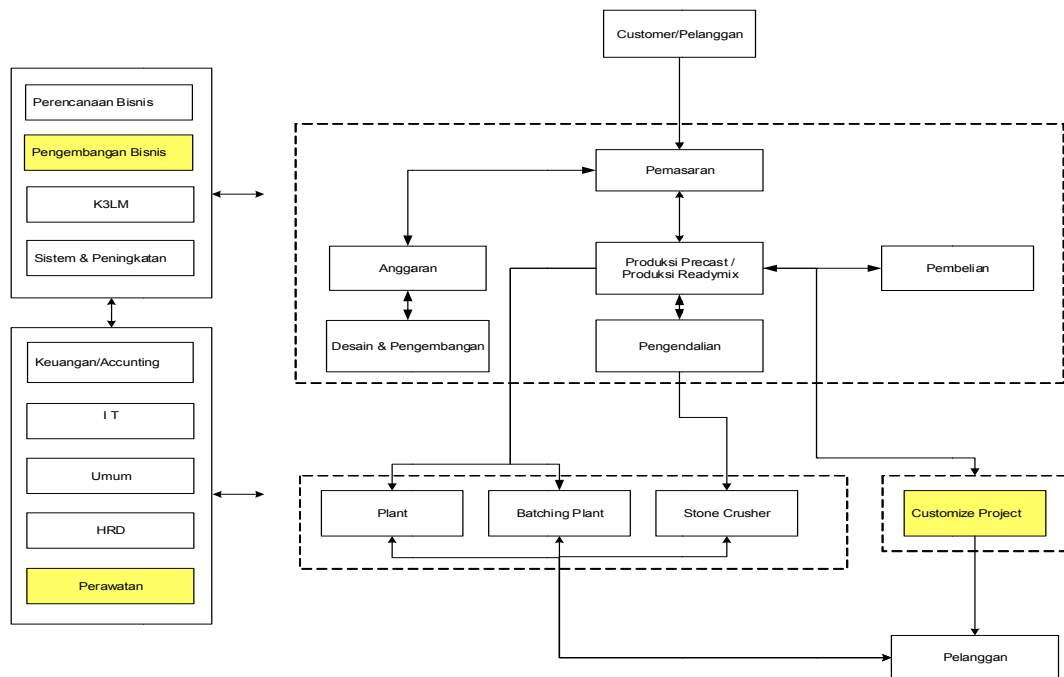 Customer/Pelanggan
Perencanaan Bisnis
Pengembangan Bisnis
K3LM
Sistem & Peningkatan
Pemasaran
Anggaran
Produksi Precast /
Produksi Readymix
Pembelian
Desain & Pengembangan
Pengendalian
Keuangan/Accunting
I T
Umum
HRD
Perawatan
Plant
Batching Plant
Stone Crusher
Customize Project
Pelanggan